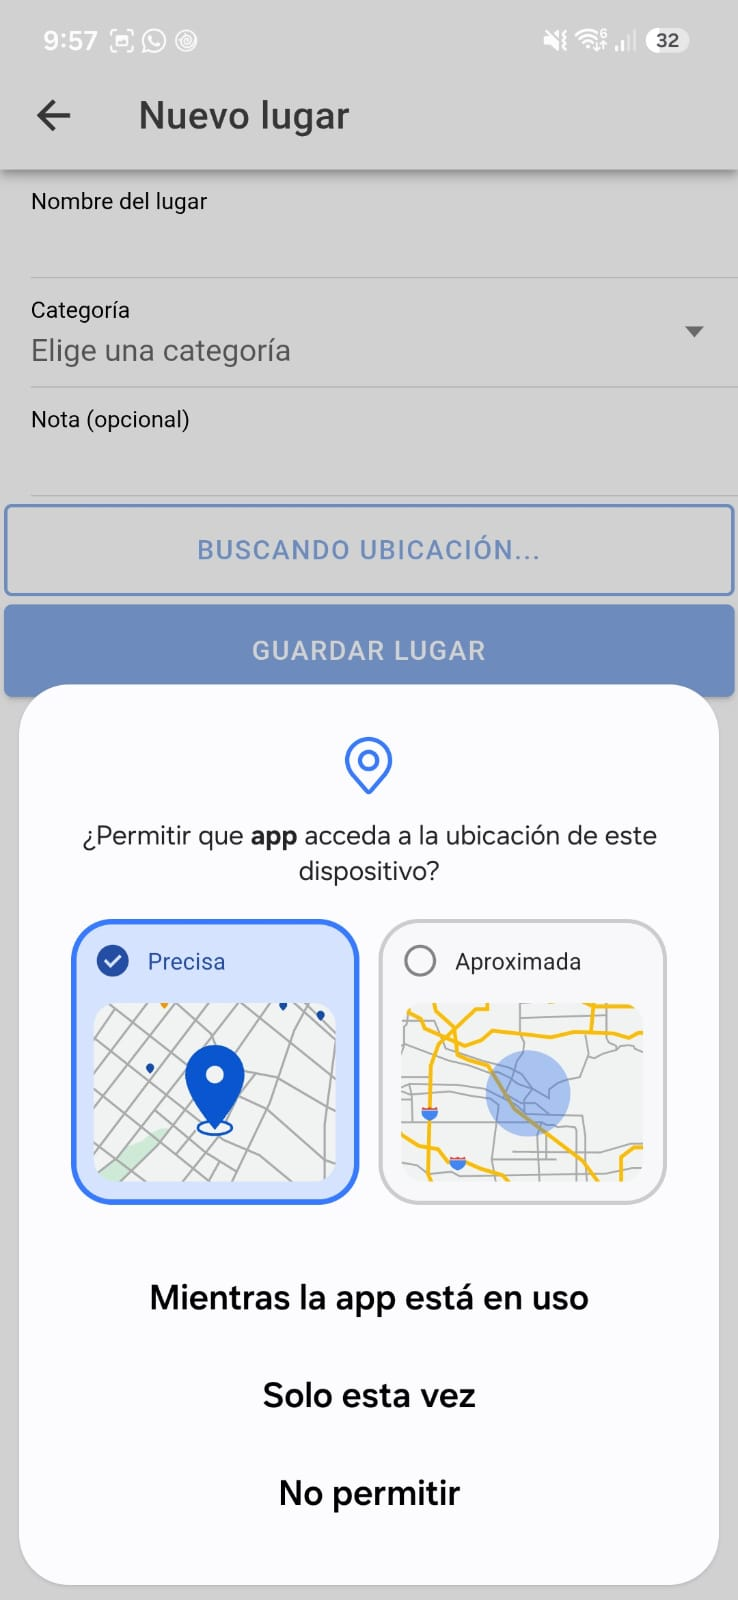 9:57
6
32
Nuevo lugar
Nombre del lugar
Categoría
Elige una categoría
Nota (opcional)
BUSCANDO UBICACIÓN...
GUARDAR LUGAR
¿Permitir que app acceda a la ubicación de este
dispositivo?
Precisa
Aproximada
Mientras la app está en uso
Solo esta vez
No permitir